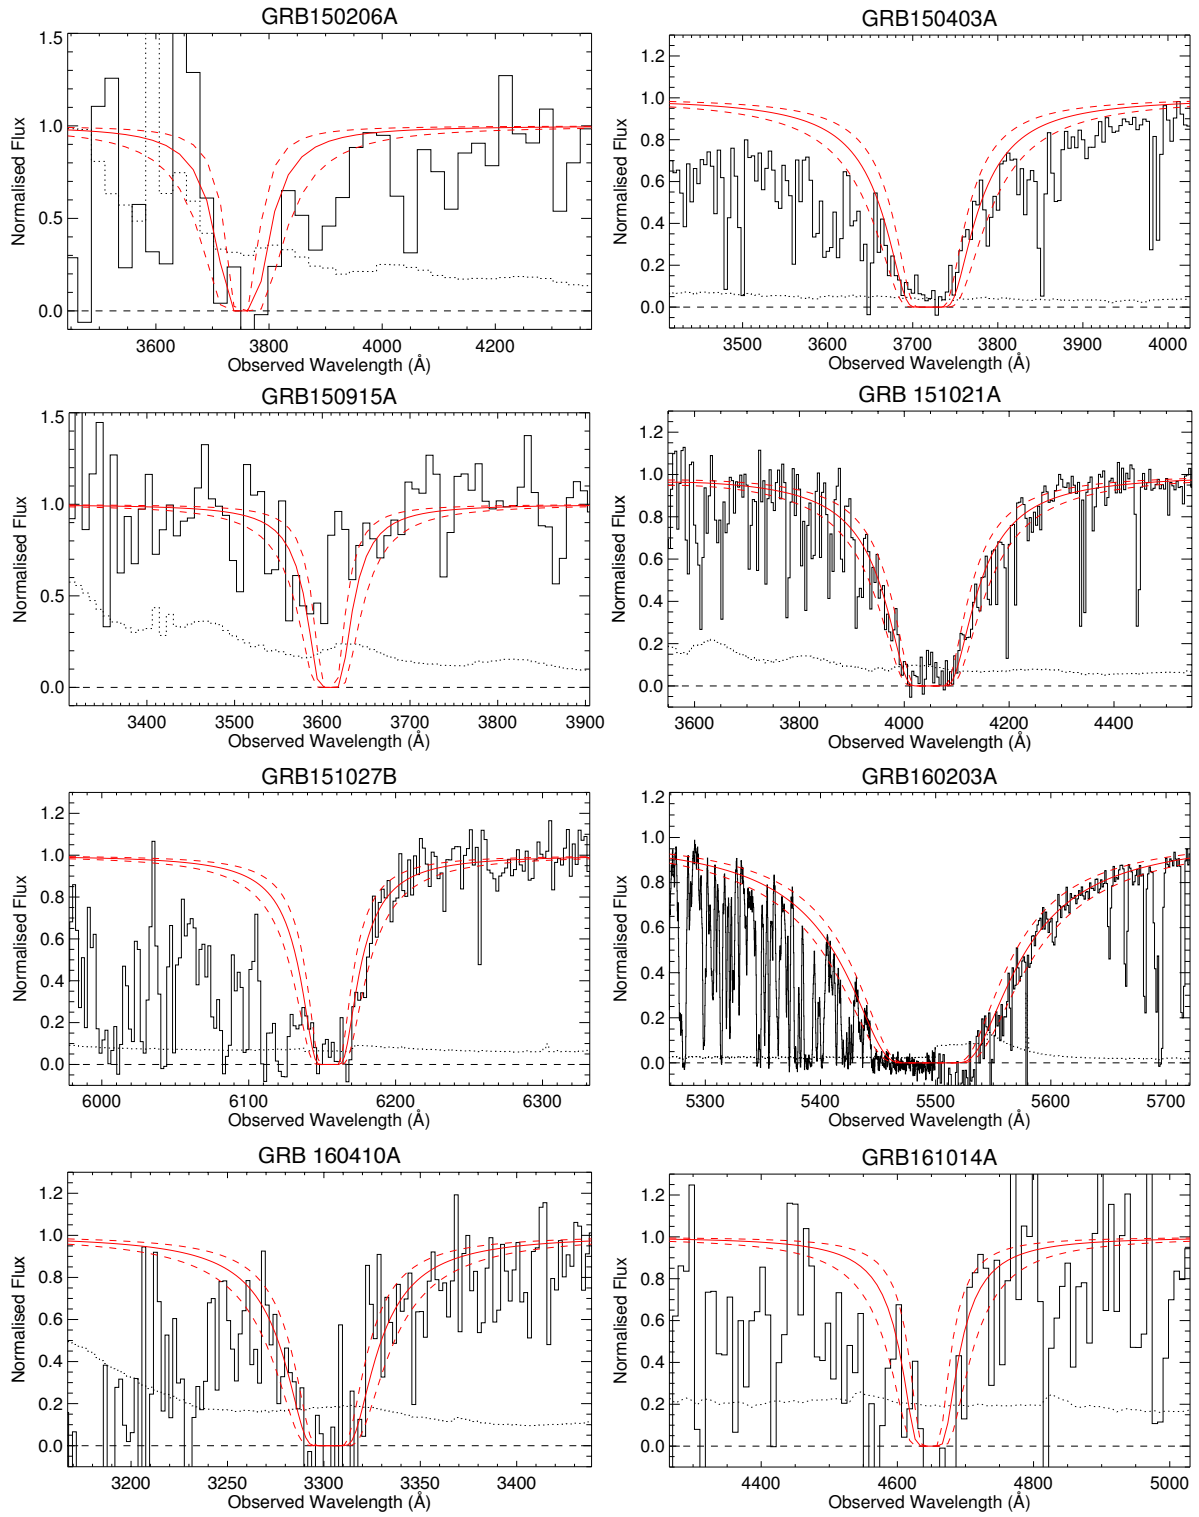 GRB150206A
1.5
1.0
0.5
0.0
Normalised Flux
3600 3800 4000 4200
Observed Wavelength (Å)
GRB150403A
1.2
1.0
0.8
0.6
0.4
0.2
0.0
Normalised Flux
3500 3600 3700 3800 3900 4000
Observed Wavelength (Å)
GRB150915A
1.5
1.0
0.5
0.0
Normalised Flux
3400 3500 3600 3700 3800 3900
Observed Wavelength (Å)
GRB 151021A
1.2
1.0
0.8
0.6
0.4
0.2
0.0
Normalised Flux
3600 3800 4000 4200 4400
Observed Wavelength (Å)
GRB151027B
1.2
1.0
0.8
0.6
0.4
0.2
0.0
Normalised Flux
6000 6100 6200 6300
Observed Wavelength (Å)
GRB160203A
1.2
1.0
0.8
0.6
0.4
0.2
0.0
Normalised Flux
5300 5400 5500 5600 5700
Observed Wavelength (Å)
GRB 160410A
1.2
1.0
0.8
0.6
0.4
0.2
0.0
Normalised Flux
3200 3250 3300 3350 3400
Observed Wavelength (Å)
GRB161014A
1.2
1.0
0.8
0.6
0.4
0.2
0.0
Normalised Flux
4400 4600 4800 5000
Observed Wavelength (Å)